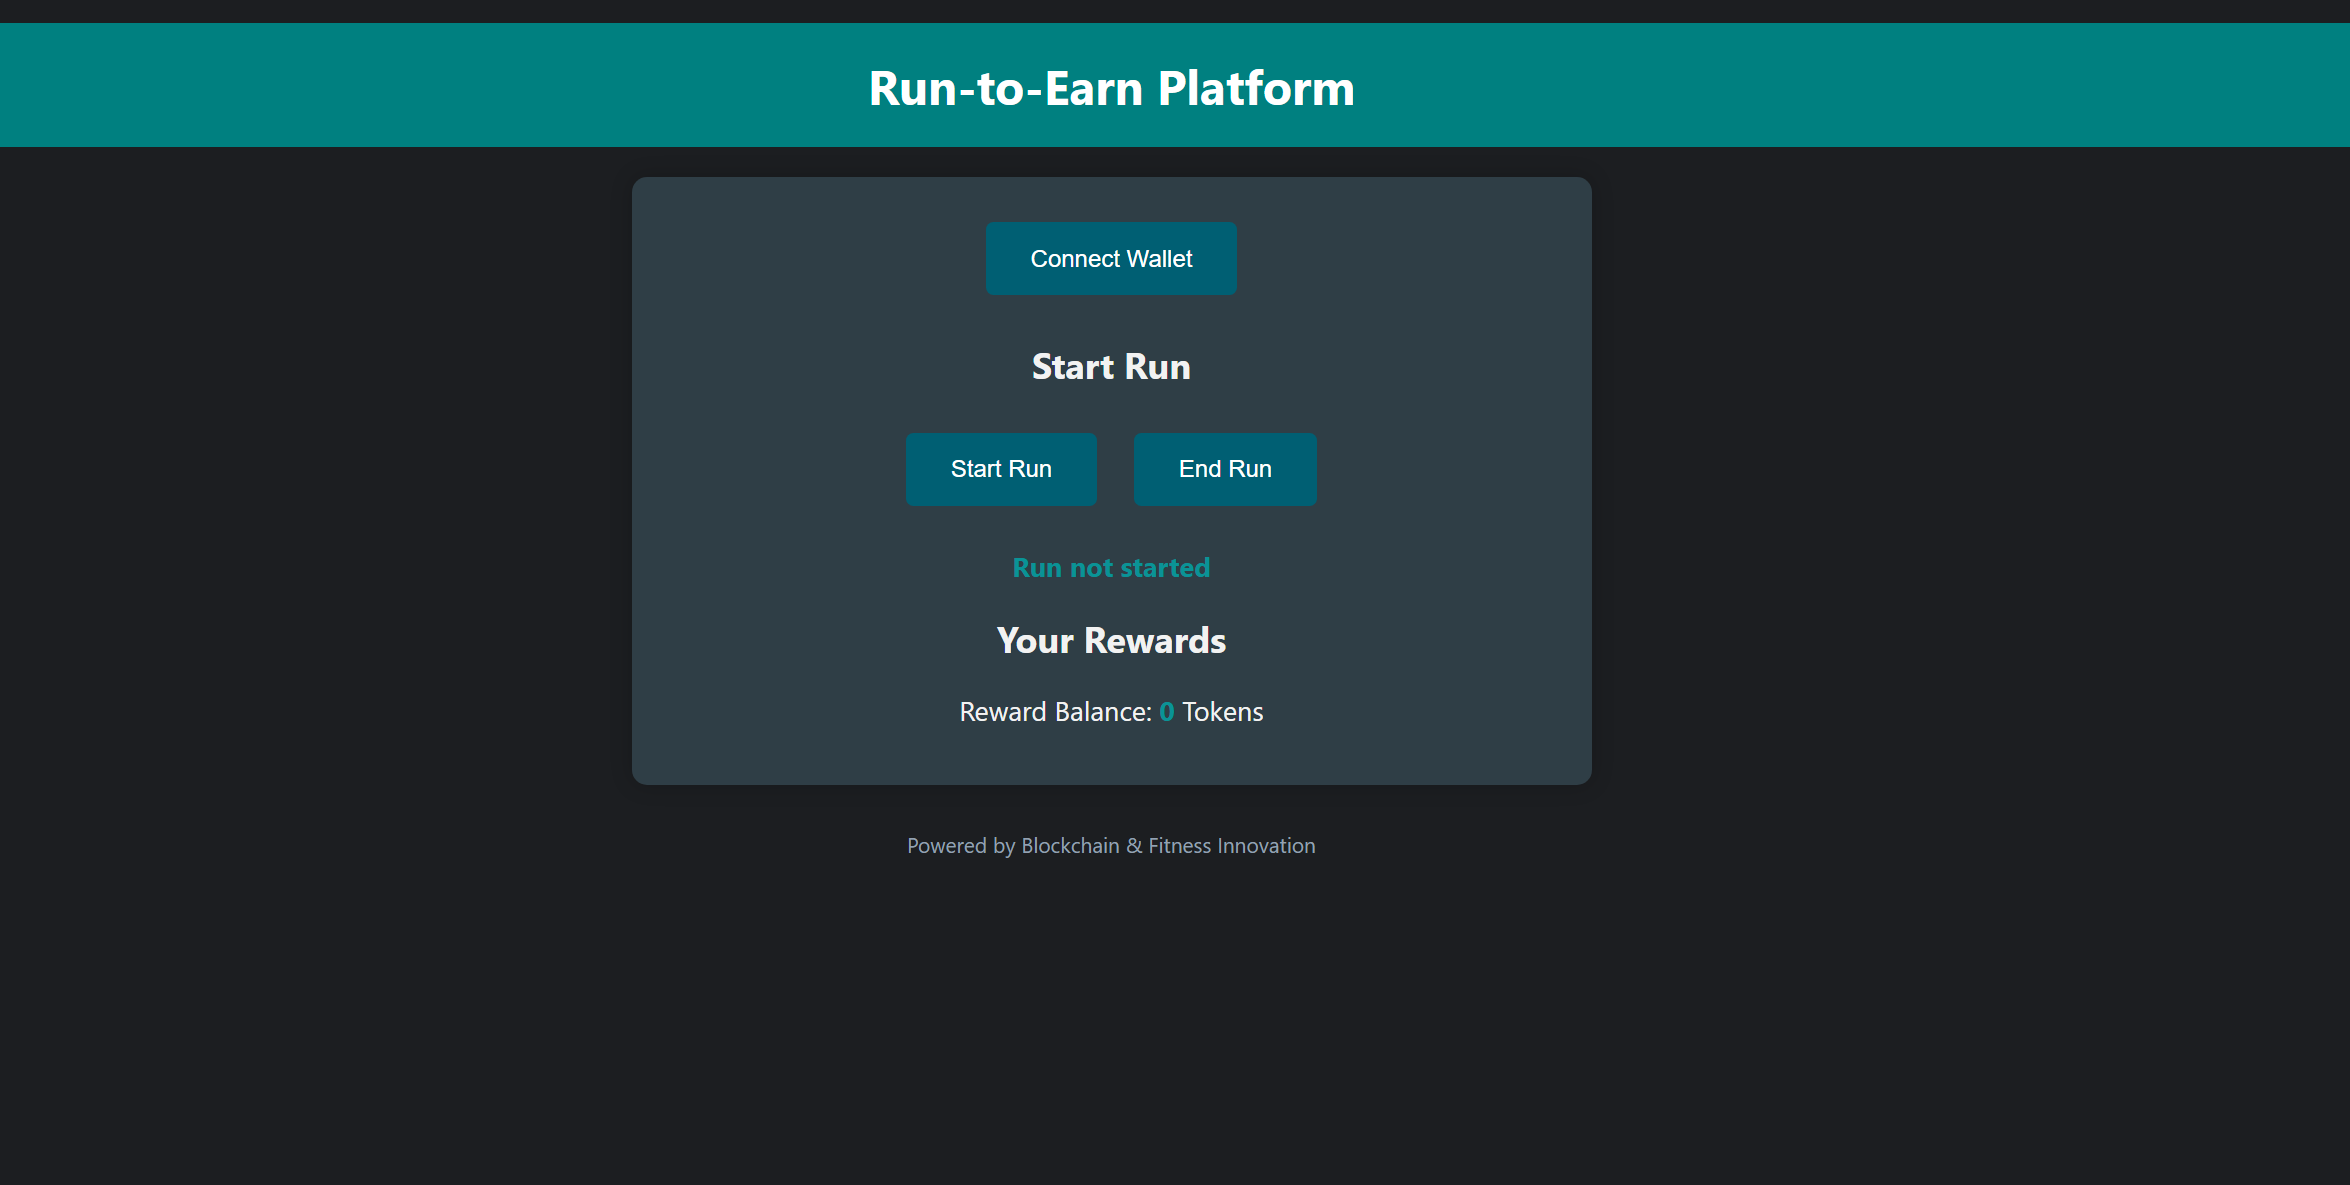 Run-to-Earn Platform
Connect Wallet
Start Run
Start Run End Run
Run not started
Your Rewards
Reward Balance: 0 Tokens
Powered by Blockchain & Fitness Innovation